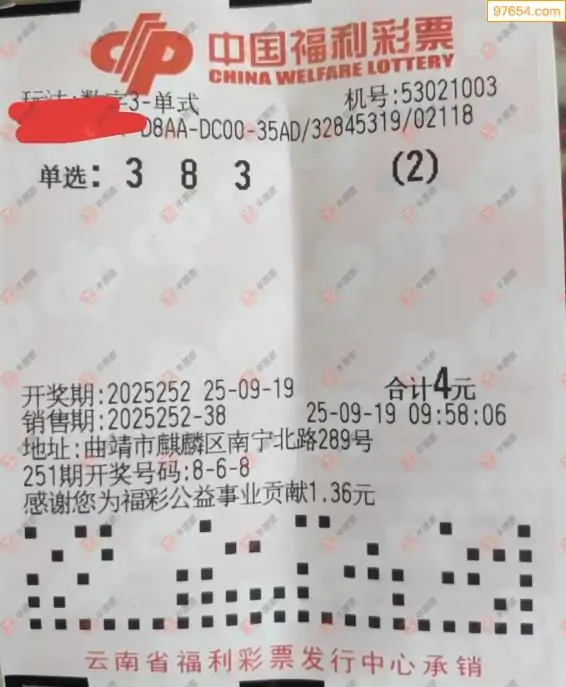 97654.com
中国福利彩票
CHINA WELFARE LOTTERY
玩法:数字3-单式 机号:53021003
D8AA-DC00-35AD/32845319/02118
单选: 3 8 3 (2)
开奖期:2025252 25-09-19 合计4元
销售期:2025252-38 25-09-19 09:58:06
地址:曲靖市麒麟区南宁北路289号
251期开奖号码:8-6-8
感谢您为福彩公益事业贡献1.36元
云南省福利彩票发行中心承销